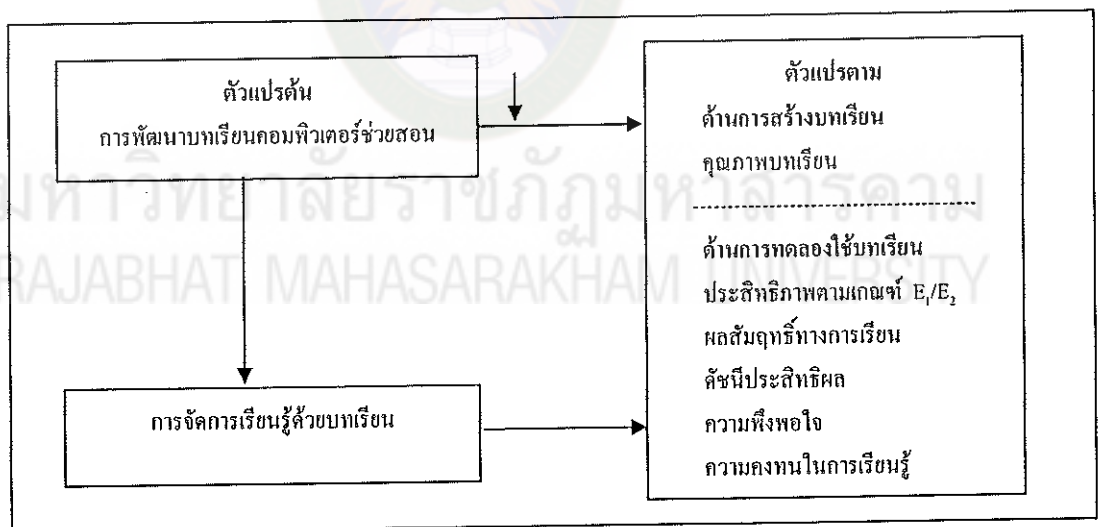 ตัวแปรต้น
การพัฒนาบทเรียนคอมพิวเตอร์ช่วยสอน
การจัดการเรียนรู้ด้วยบทเรียน
ตัวแปรตาม
ด้านการสร้างบทเรียน
คุณภาพบทเรียน
ด้านการทดลองใช้บทเรียน
ประสิทธิภาพตามเกณฑ์ E₁/E₂
ผลสัมฤทธิ์ทางการเรียน
ดัชนีประสิทธิผล
ความพึงพอใจ
ความคงทนในการเรียนรู้
มหาวิทยาลัยราชภัฏมหาสารคาม
RAJABHAT MAHASARAKHAM UNIVERSITY